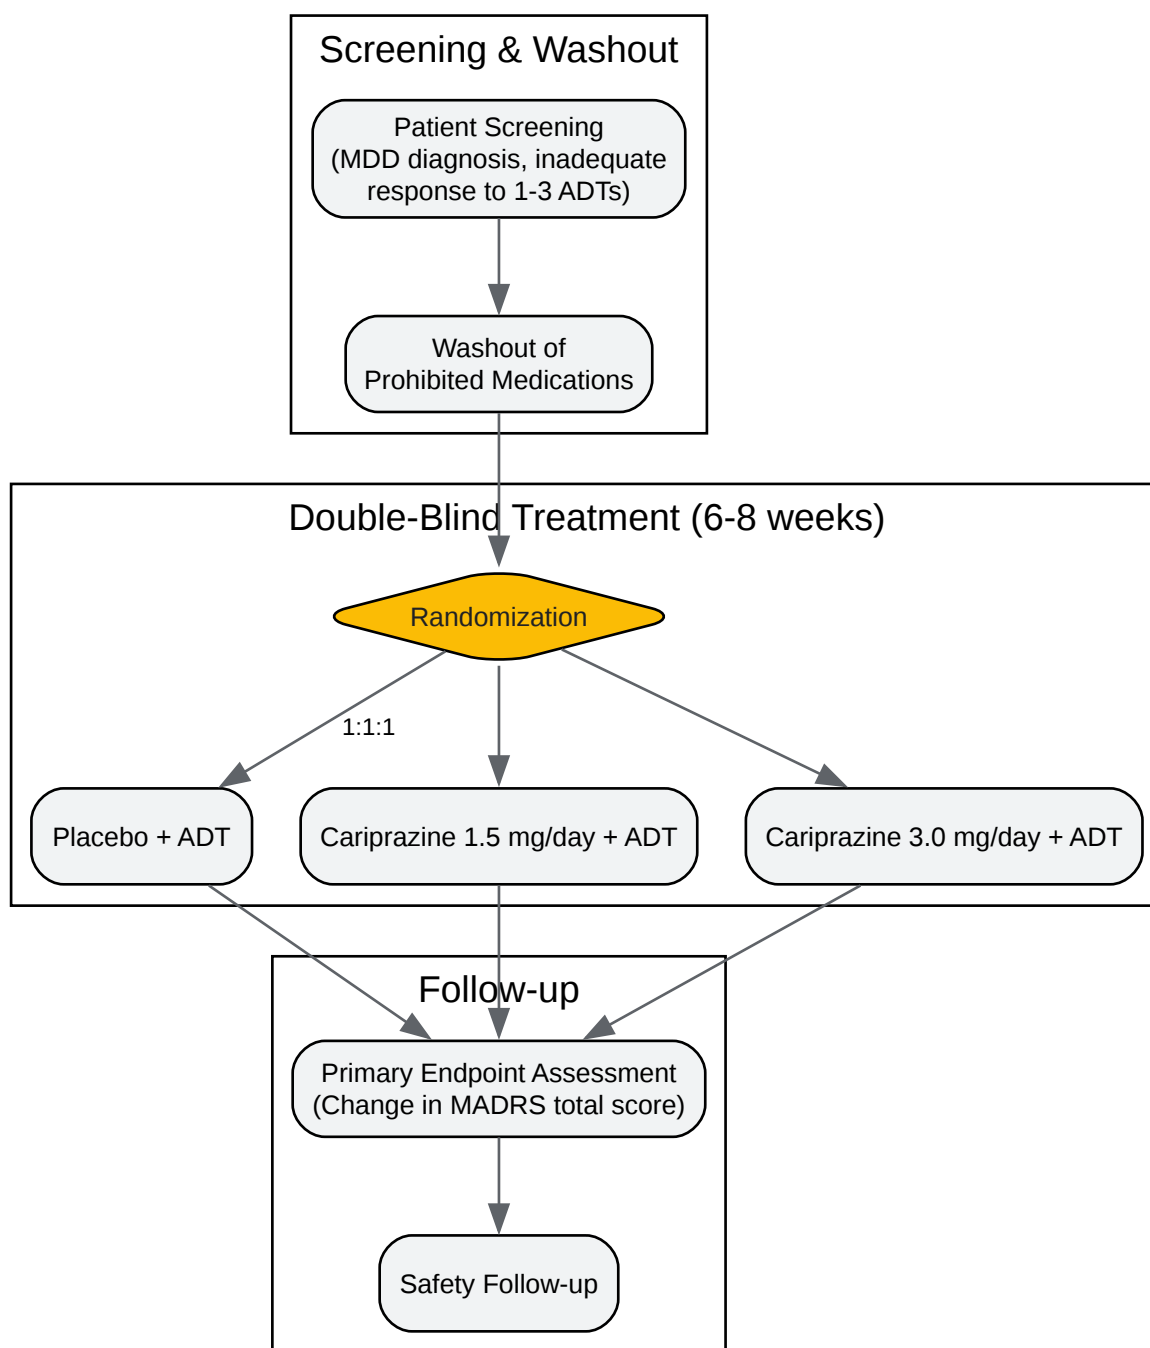 Screening & Washout
Patient Screening
(MDD diagnosis, inadequate
response to 1-3 ADTs)
Washout of
Prohibited Medications
Double-Blind Treatment (6-8 weeks)
Randomization
1:1:1
Placebo + ADT
Cariprazine 1.5 mg/day + ADT
Cariprazine 3.0 mg/day + ADT
Follow-up
Primary Endpoint Assessment
(Change in MADRS total score)
Safety Follow-up